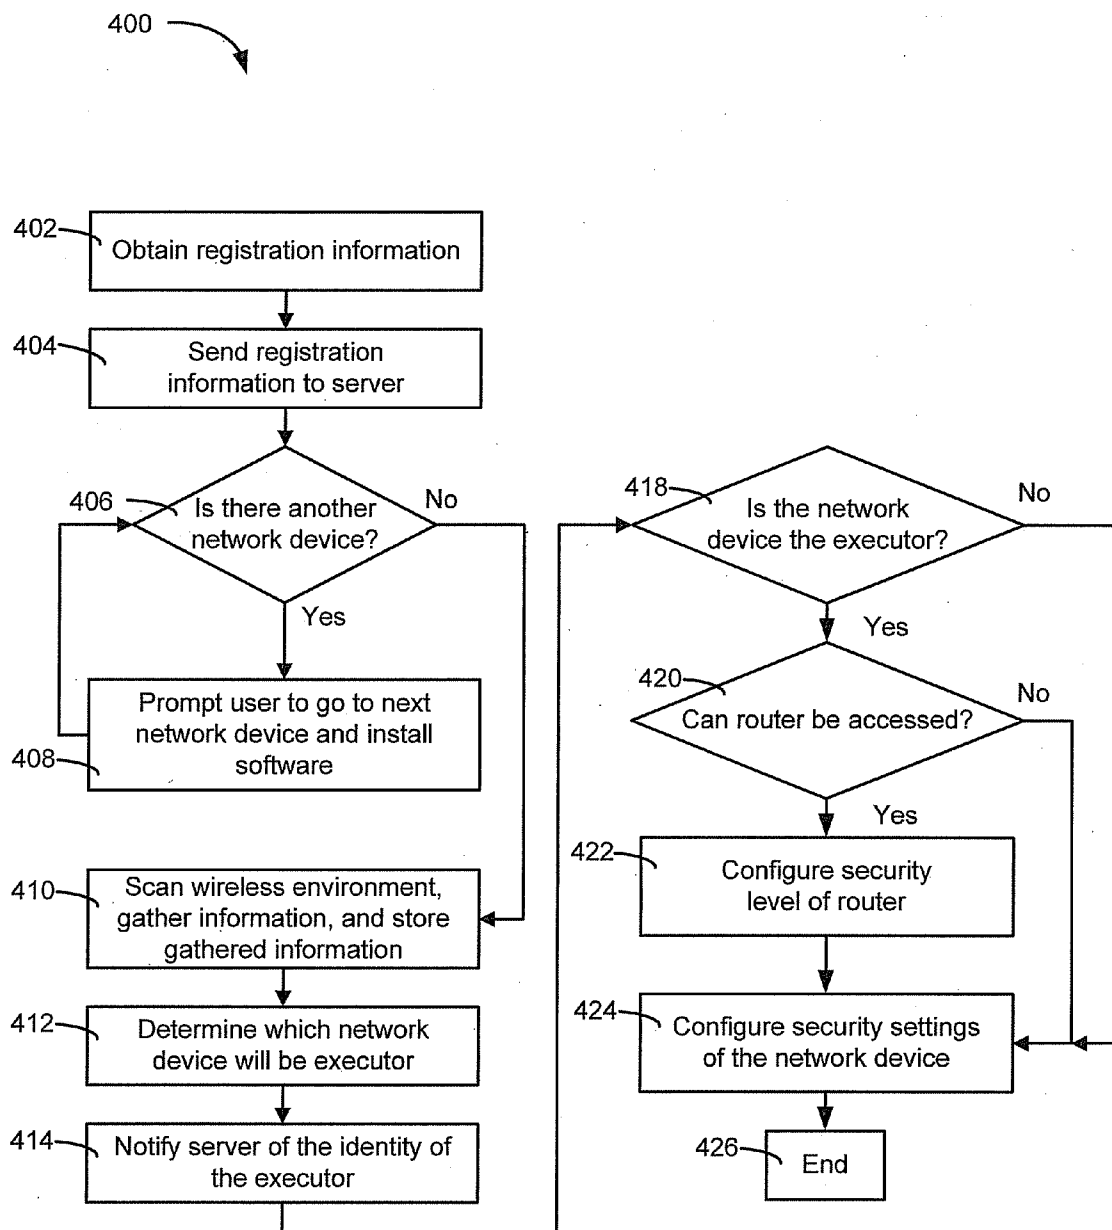 400
402
Obtain registration information
404
Send registration
information to server
406
Is there another
network device?
No
Yes
Prompt user to go to next
network device and install
software
408
410
Scan wireless environment,
gather information, and store
gathered information
412
Determine which network
device will be executor
414
Notify server of the identity of
the executor
418
Is the network
device the executor?
No
Yes
420
Can router be accessed?
No
Yes
422
Configure security
level of router
424
Configure security settings
of the network device
426
End